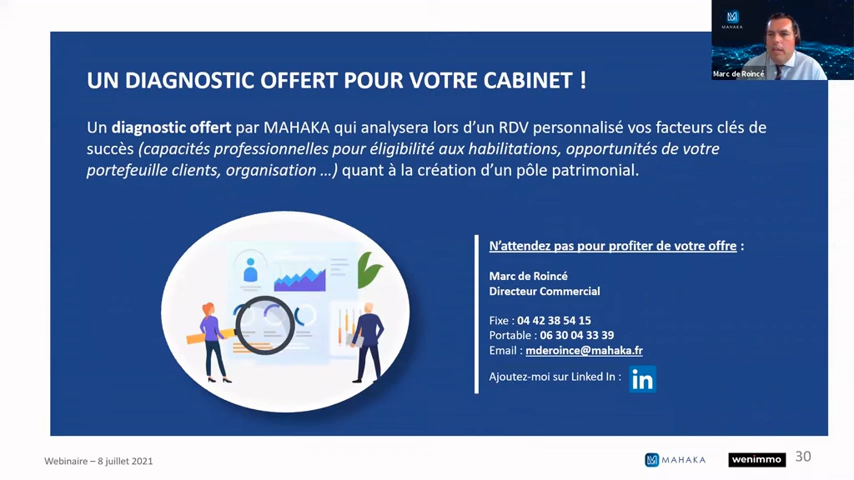 MAHAKA
Marc de Roincé
UN DIAGNOSTIC OFFERT POUR VOTRE CABINET !
Un diagnostic offert par MAHAKA qui analysera lors d'un RDV personnalisé vos facteurs clés de
succès (capacités professionnelles pour éligibilité aux habilitations, opportunités de votre
portefeuille clients, organisation ...) quant à la création d'un pôle patrimonial.
N'attendez pas pour profiter de votre offre :
Marc de Roincé
Directeur Commercial
Fixe : 04 42 38 54 15
Portable : 06 30 04 33 39
Email : mderoince@mahaka.fr
Ajoutez-moi sur Linked In :
in
Webinaire – 8 juillet 2021
MAHAKA
wenimmo
30